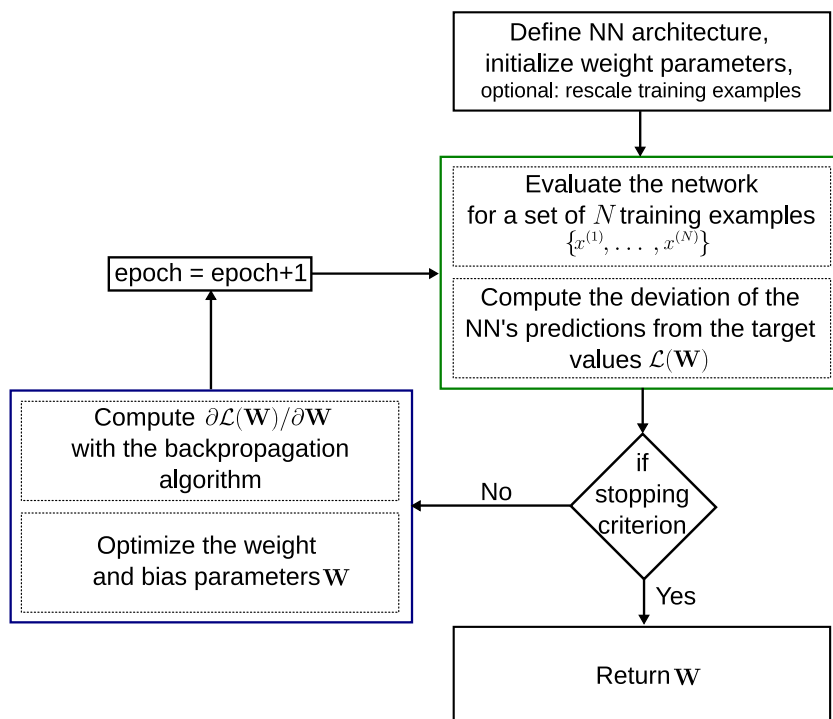 Define NN architecture,
initialize weight parameters,
optional: rescale training examples
Evaluate the network
for a set of N training examples
{x⁽¹⁾, . . . , x⁽ᴺ⁾}
Compute the deviation of the
NN's predictions from the target
values ℒ(𝐖)
if
stopping
criterion
No
Compute ∂ℒ(𝐖)/∂𝐖
with the backpropagation
algorithm
Optimize the weight
and bias parameters 𝐖
epoch = epoch+1
Yes
Return 𝐖